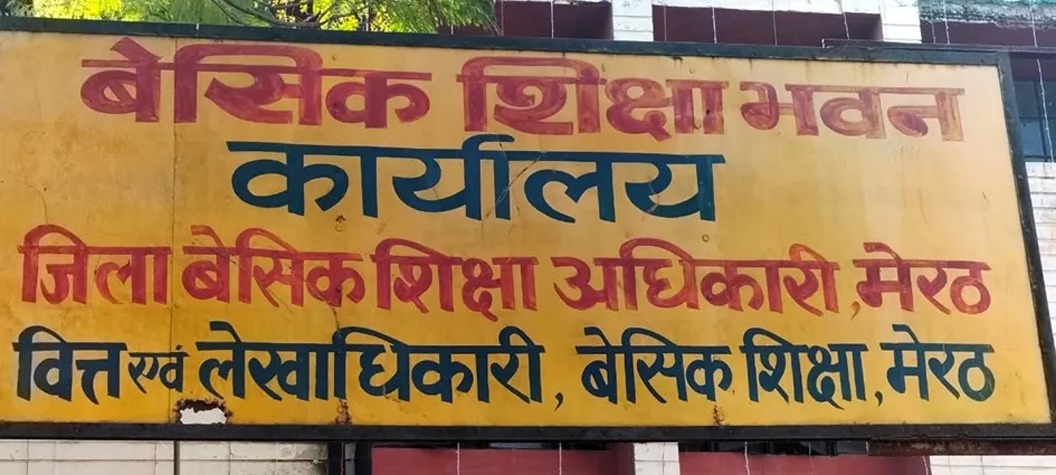 बेसिक शिक्षा भवन
कार्यालय
जिला बेसिक शिक्षा अधिकारी,मेरठ
वित्त एवं लेखाधिकारी, बेसिक शिक्षा,मेरठ